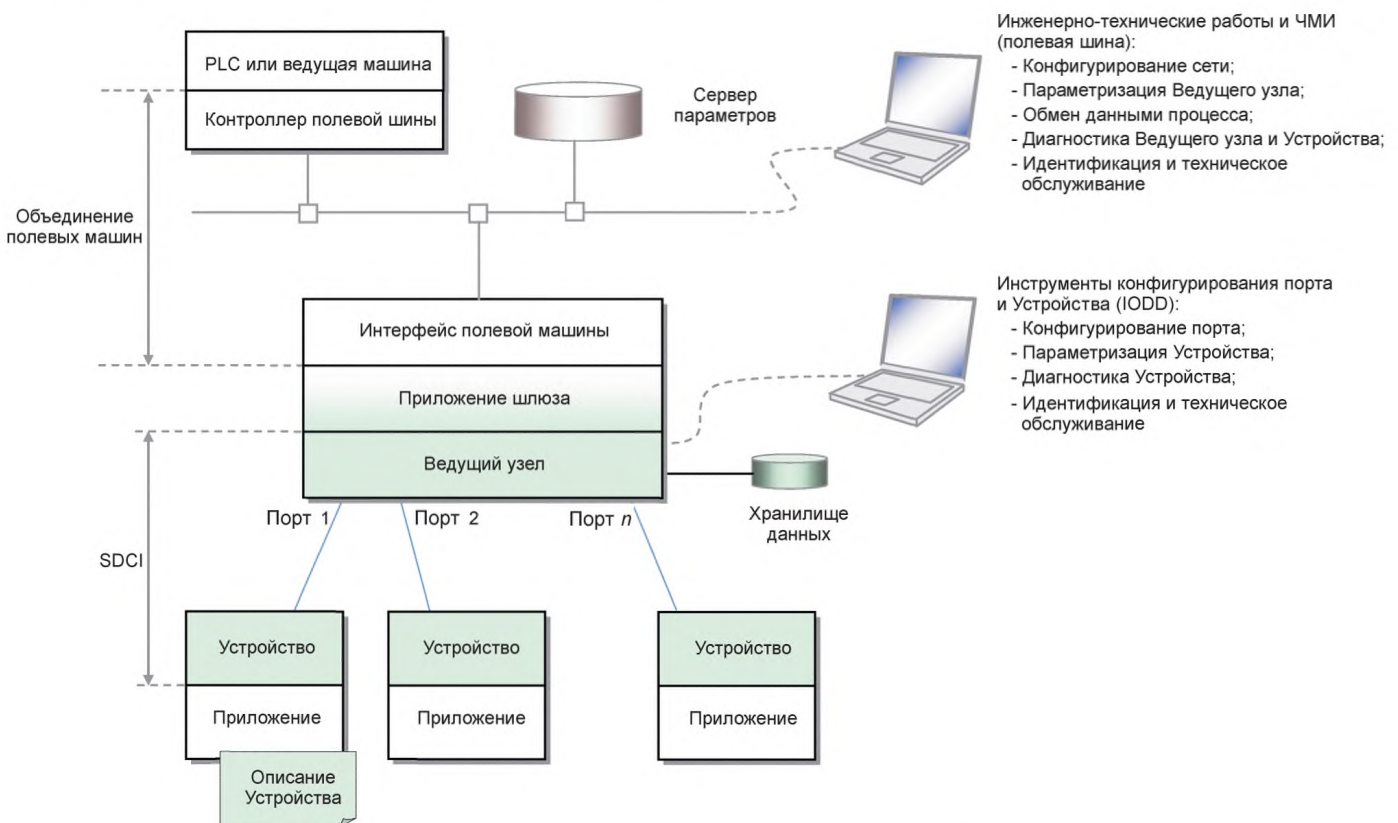 PLC или ведущая машина
Контроллер полевой шины
Сервер
параметров
Инженерно-технические работы и ЧМИ
(полевая шина):
- Конфигурирование сети;
- Параметризация Ведущего узла;
- Обмен данными процесса;
- Диагностика Ведущего узла и Устройства;
- Идентификация и техническое
обслуживание
Объединение
полевых машин
Интерфейс полевой машины
Приложение шлюза
Ведущий узел
Инструменты конфигурирования порта
и Устройства (IODD):
- Конфигурирование порта;
- Параметризация Устройства;
- Диагностика Устройства;
- Идентификация и техническое
обслуживание
Порт 1
Порт 2
Порт n
Хранилище
данных
SDCI
Устройство
Приложение
Описание
Устройства
Устройство
Приложение
Устройство
Приложение